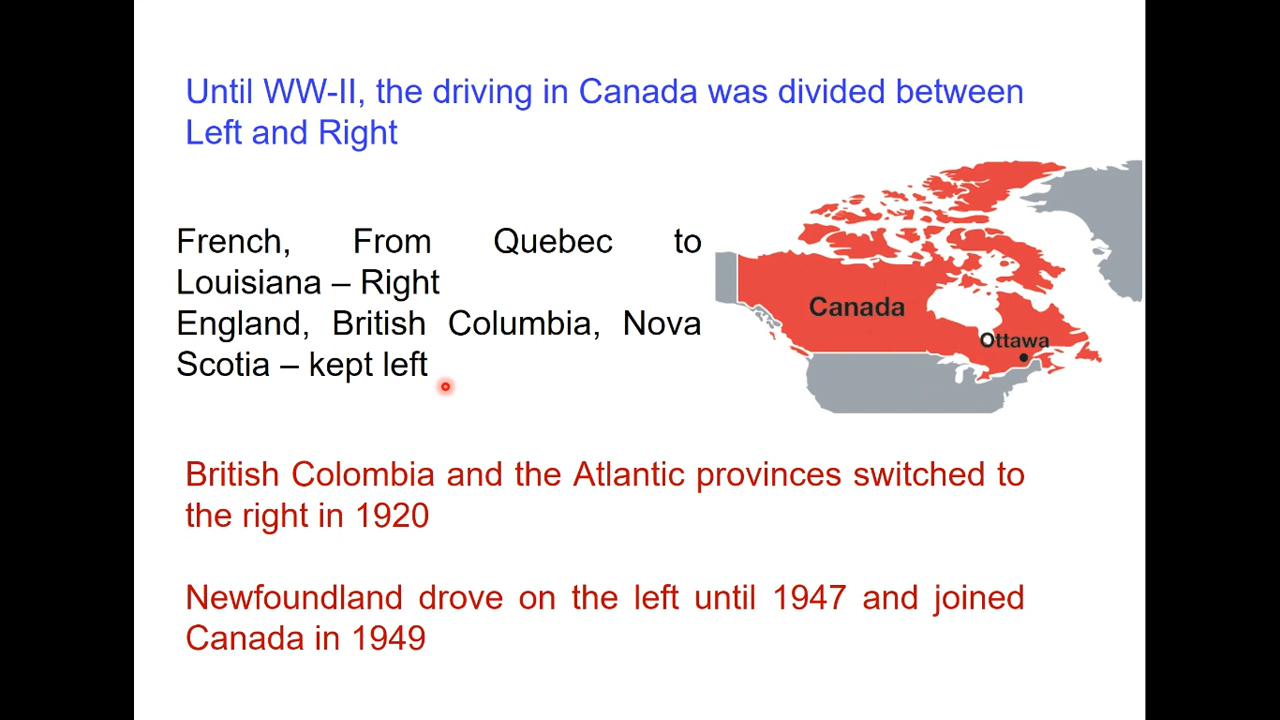 Until WW-II, the driving in Canada was divided between
Left and Right
French, From Quebec to
Louisiana – Right
England, British Columbia, Nova
Scotia – kept left
Canada
Ottawa
British Colombia and the Atlantic provinces switched to
the right in 1920
Newfoundland drove on the left until 1947 and joined
Canada in 1949